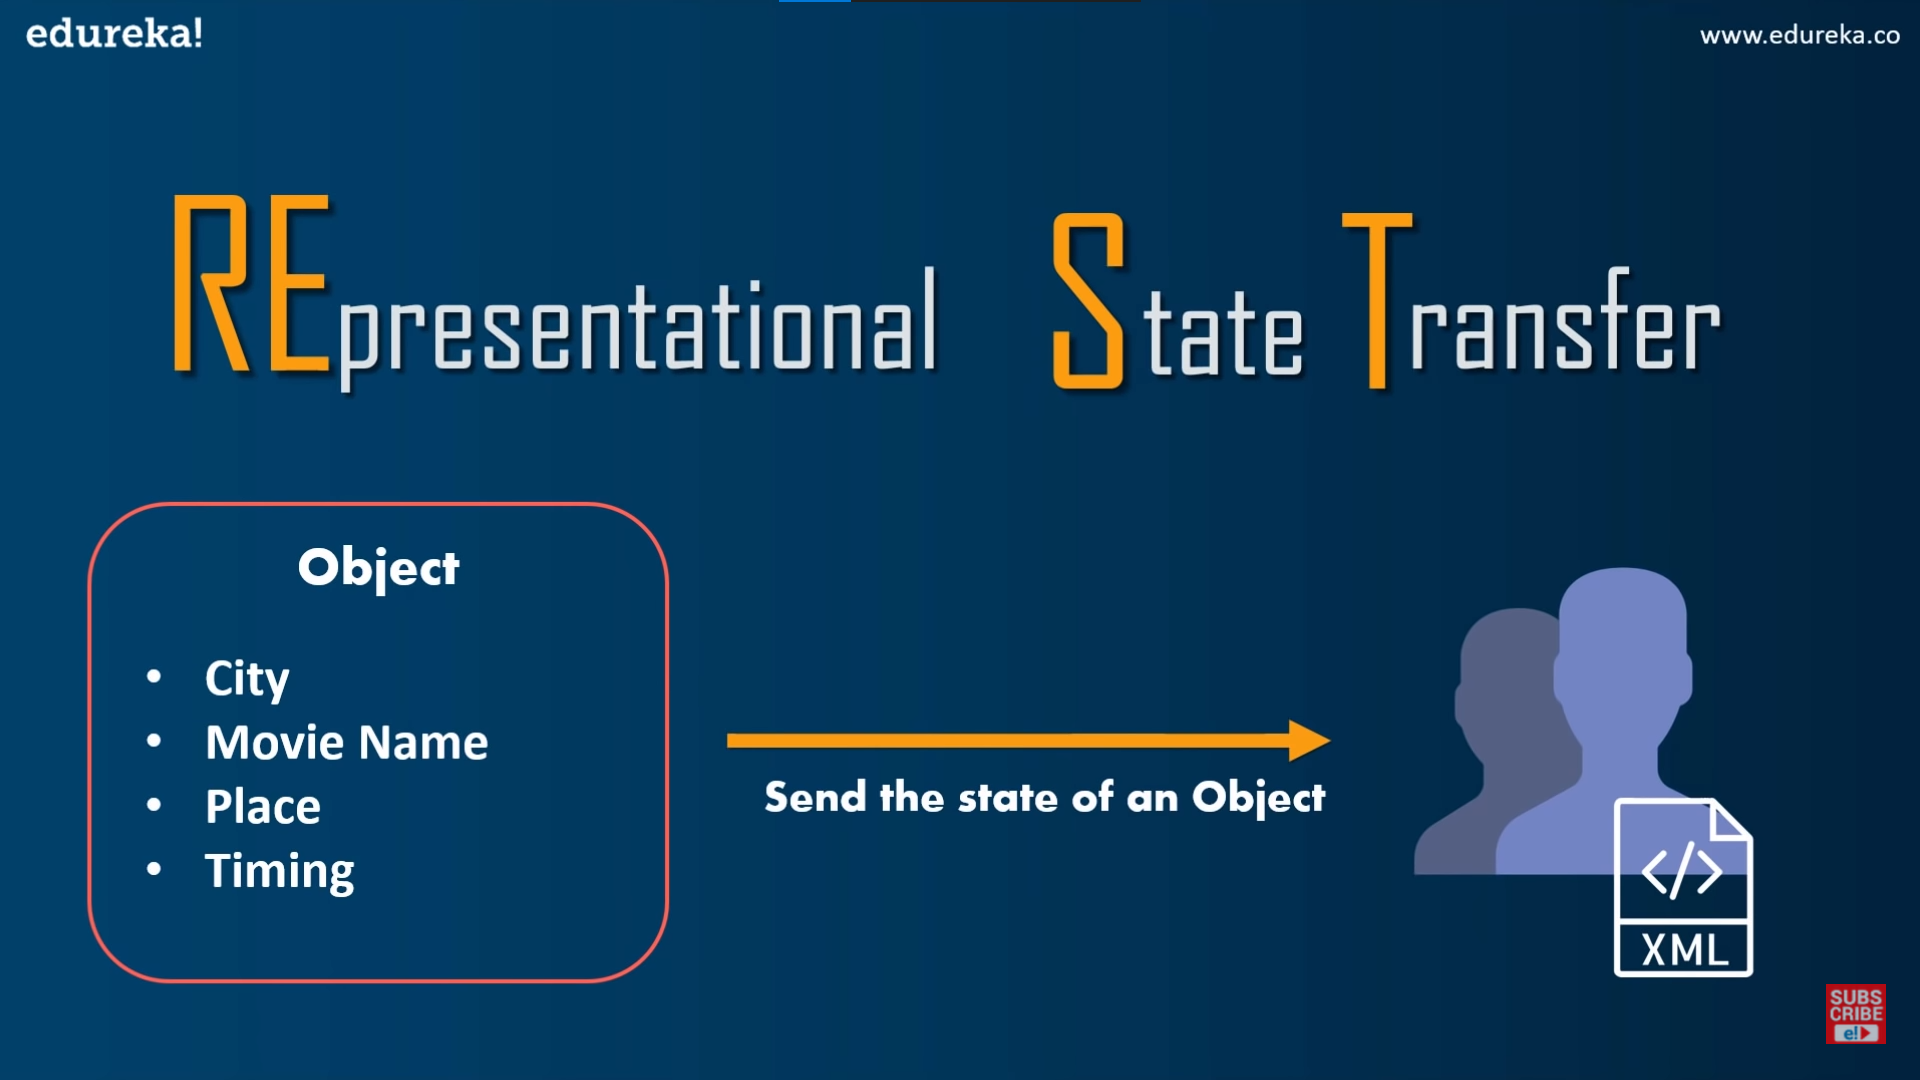 edureka!
www.edureka.co
REpresentational State Transfer
Object
• City
• Movie Name
• Place
• Timing
Send the state of an Object
</>
XML
SUBS
CRIBE
e!